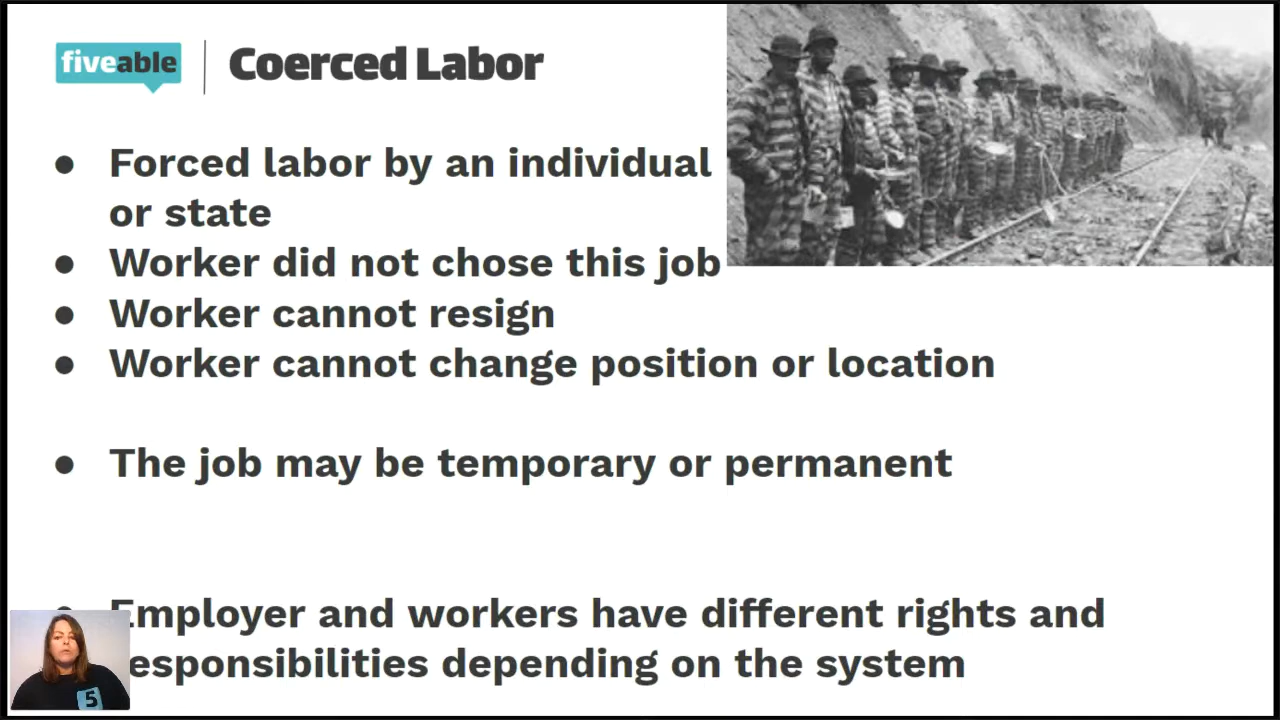 fiveable
Coerced Labor
● Forced labor by an individual
or state
● Worker did not chose this job
● Worker cannot resign
● Worker cannot change position or location
● The job may be temporary or permanent
Employer and workers have different rights and
esponsibilities depending on the system
5